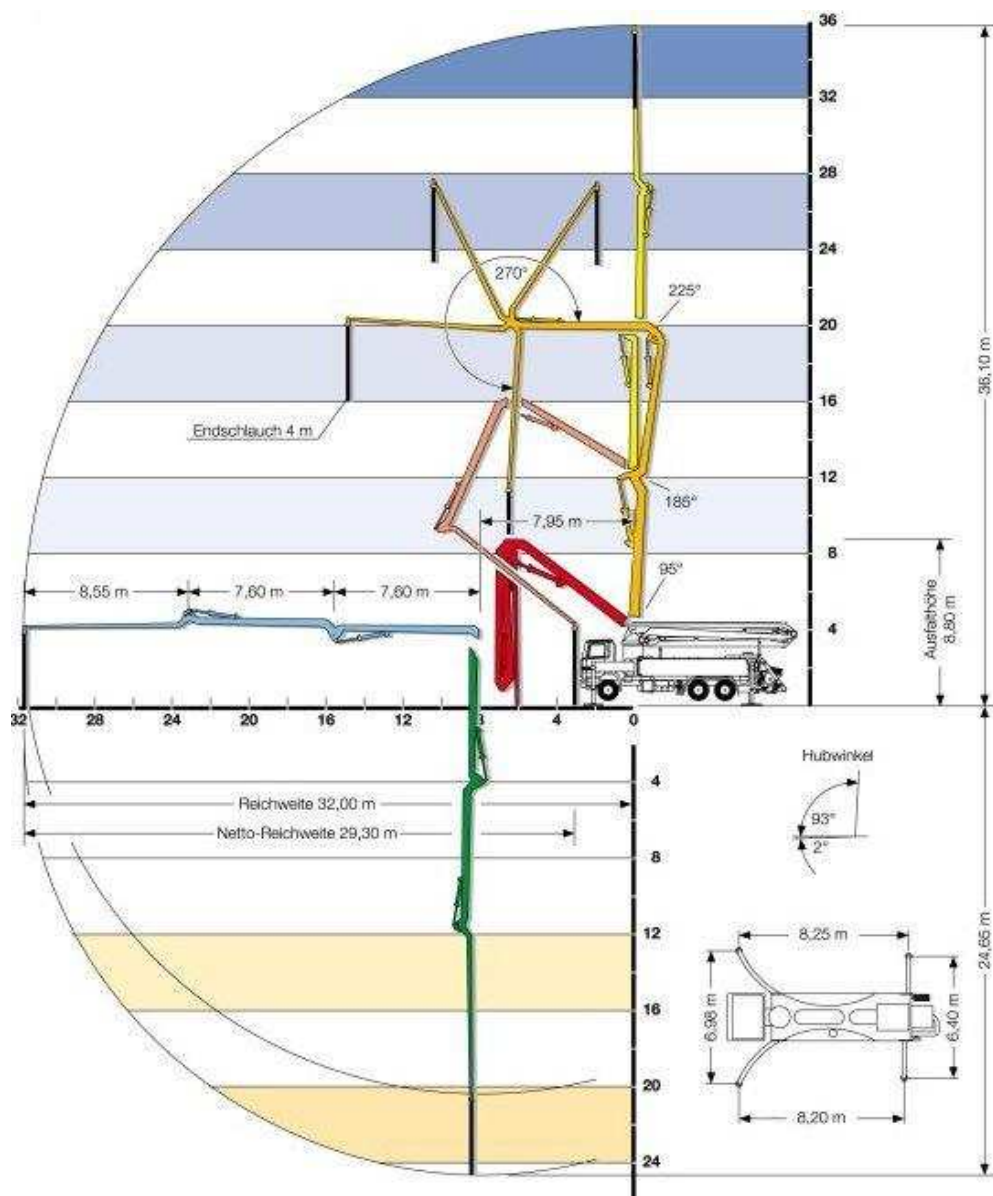 36
32
28
24
270°
225°
20
36,10 m
16
Endschlauch 4 m
12
186°
7,95 m
8
95°
8,55 m
7,60 m
7,60 m
4
Ausfalthöhe
8,80 m
32 28 24 20 16 12 8 4 0
4
Hubwinkel
Reichweite 32,00 m
93°
2°
Netto-Reichweite 29,30 m
8
12
24,65 m
8,25 m
16
6.98 m
6,40 m
20
8,20 m
24